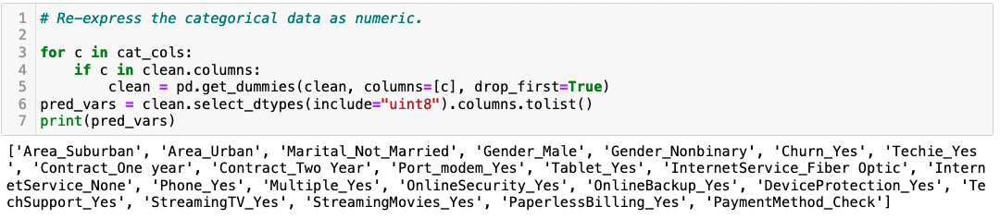 1 # Re-express the categorical data as numeric.
2
3 for c in cat_cols:
4     if c in clean.columns:
5         clean = pd.get_dummies(clean, columns=[c], drop_first=True)
6 pred_vars = clean.select_dtypes(include="uint8").columns.tolist()
7 print(pred_vars)
['Area_Suburban', 'Area_Urban', 'Marital_Not_Married', 'Gender_Male', 'Gender_Nonbinary', 'Churn_Yes', 'Techie_Yes
', 'Contract_One year', 'Contract_Two Year', 'Port_modem_Yes', 'Tablet_Yes', 'InternetService_Fiber Optic', 'Intern
etService_None', 'Phone_Yes', 'Multiple_Yes', 'OnlineSecurity_Yes', 'OnlineBackup_Yes', 'DeviceProtection_Yes', 'Te
chSupport_Yes', 'StreamingTV_Yes', 'StreamingMovies_Yes', 'PaperlessBilling_Yes', 'PaymentMethod_Check']